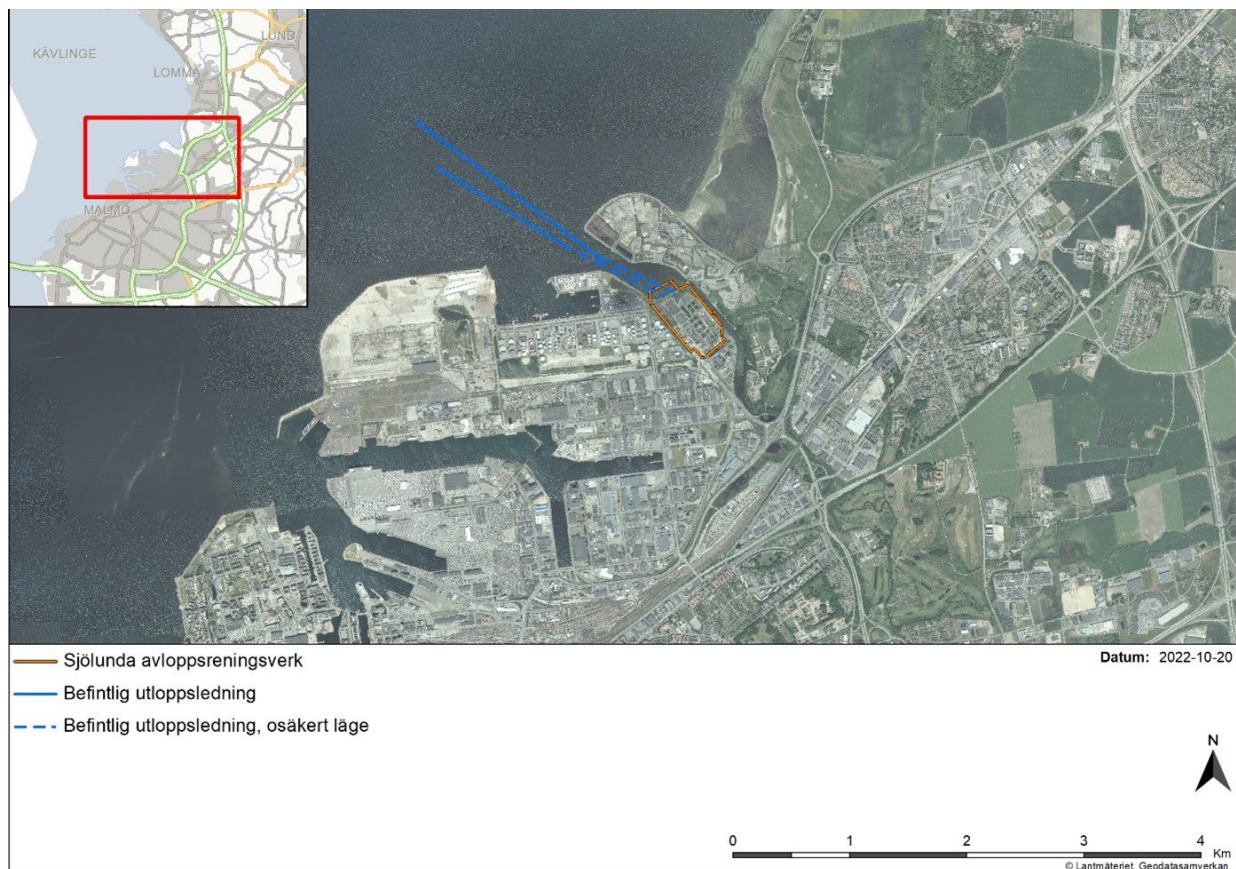 KÄVLINGE
LUND
LOMMA
MALMÖ
Sjölunda avloppsreningsverk
Datum: 2022-10-20
Befintlig utloppsledning
Befintlig utloppsledning, osäkert läge
N
0 1 2 3 4
Km
© Lantmäteriet, Geodatasamverkan